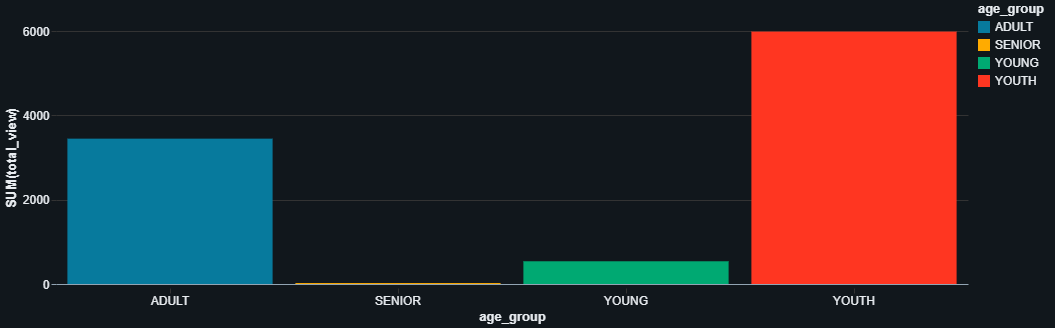 age_group
ADULT
SENIOR
YOUNG
YOUTH
SUM(total_view)
6000
4000
2000
0
ADULT SENIOR YOUNG YOUTH
age_group